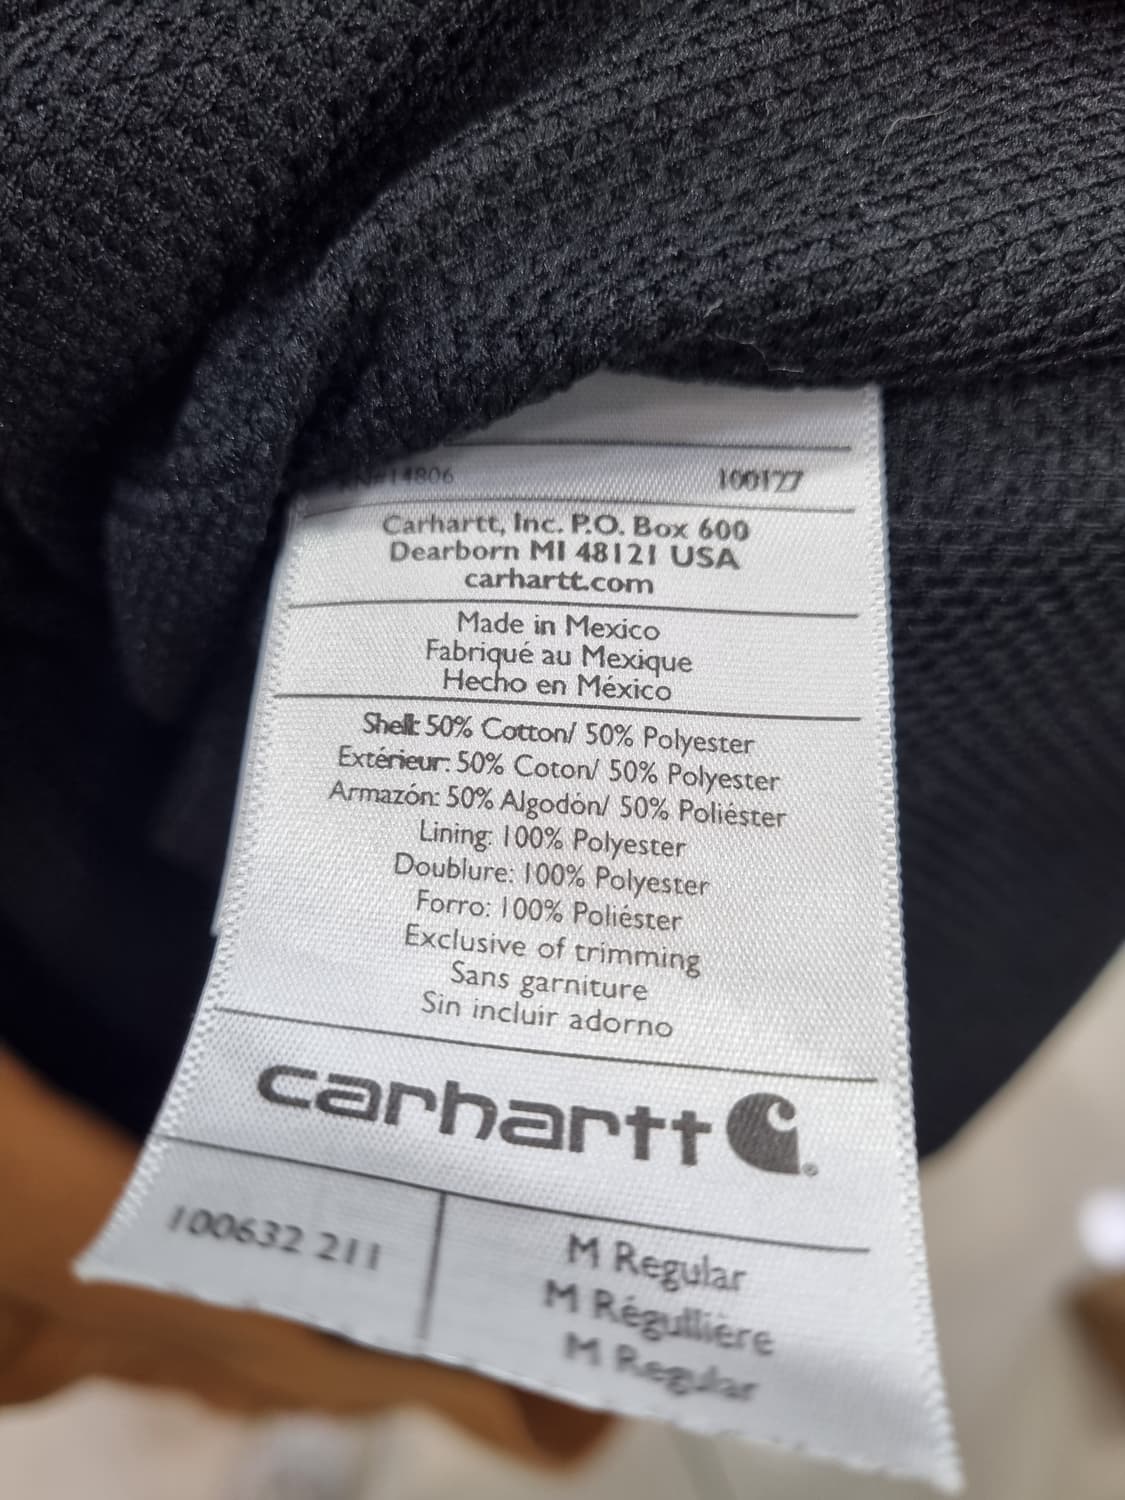 RN#14806 100127
Carhartt, Inc. P.O. Box 600
Dearborn MI 48121 USA
carhartt.com
Made in Mexico
Fabriqué au Mexique
Hecho en México
Shell: 50% Cotton/ 50% Polyester
Extérieur: 50% Coton/ 50% Polyester
Armazón: 50% Algodón/ 50% Poliéster
Lining: 100% Polyester
Doublure: 100% Polyester
Forro: 100% Poliéster
Exclusive of trimming
Sans garniture
Sin incluir adorno
carhartt
100632 211
M Regular
M Régullière
M Regular